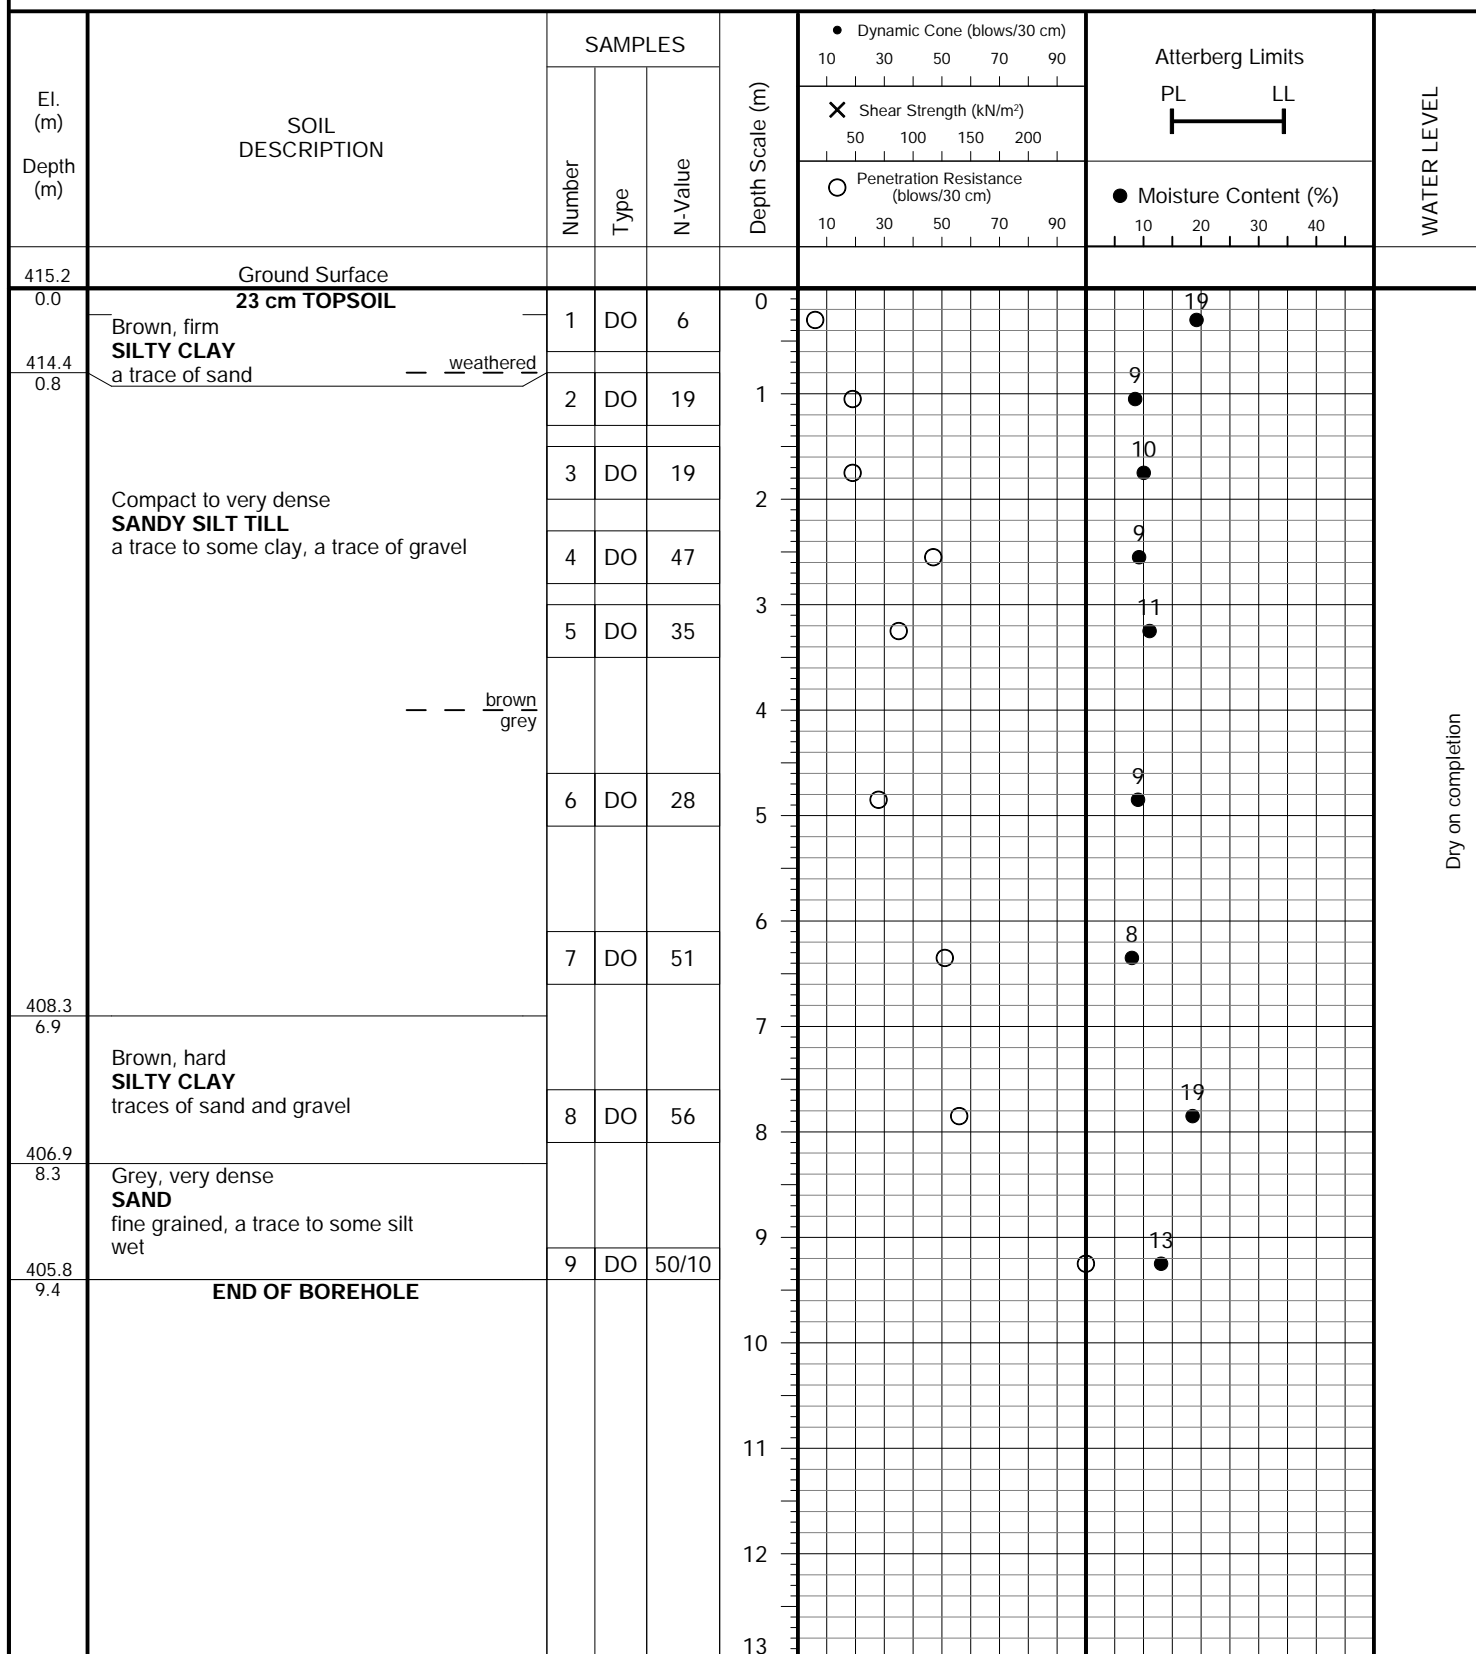 El.
(m)
Depth
(m)
SOIL
DESCRIPTION
SAMPLES
Number
Type
N-Value
Depth Scale (m)
Dynamic Cone (blows/30 cm)
10 30 50 70 90
Shear Strength (kN/m²)
50 100 150 200
Penetration Resistance
(blows/30 cm)
10 30 50 70 90
Atterberg Limits
PL LL
Moisture Content (%)
10 20 30 40
WATER LEVEL
415.2 Ground Surface
0.0 23 cm TOPSOIL 0
Brown, firm
SILTY CLAY
a trace of sand
weathered
1 DO 6 19
414.4
0.8
2 DO 19 1 9
3 DO 19 10
2
Compact to very dense
SANDY SILT TILL
a trace to some clay, a trace of gravel
4 DO 47 9
3
5 DO 35 11
brown
grey
4
6 DO 28 9
5
Dry on completion
6
7 DO 51 8
408.3
6.9
7
Brown, hard
SILTY CLAY
traces of sand and gravel
8 DO 56 19
8
406.9
8.3
Grey, very dense
SAND
fine grained, a trace to some silt
wet
9
9 DO 50/10 13
405.8
9.4
END OF BOREHOLE
10
11
12
13